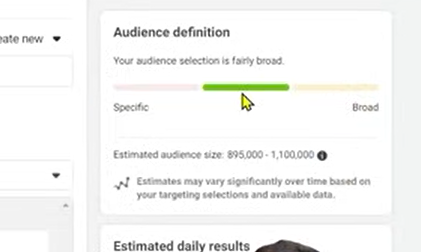 eate new
Audience definition
Your audience selection is fairly broad.
Specific
Broad
Estimated audience size: 895,000 - 1,100,000
Estimates may vary significantly over time based on
your targeting selections and available data.
Estimated daily results